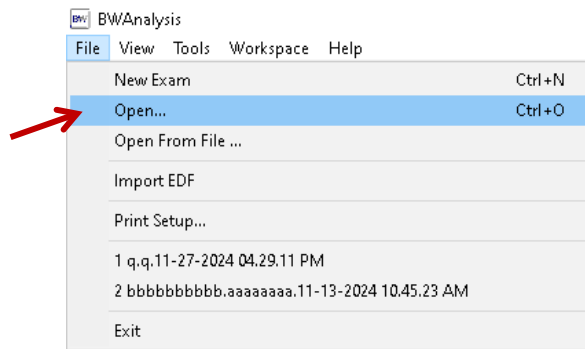 BW BWAnalysis
File View Tools Workspace Help
New Exam Ctrl+N
Open... Ctrl+O
Open From File ...
Import EDF
Print Setup...
1 q.q.11-27-2024 04.29.11 PM
2 bbbbbbbbbb.aaaaaaaa.11-13-2024 10.45.23 AM
Exit